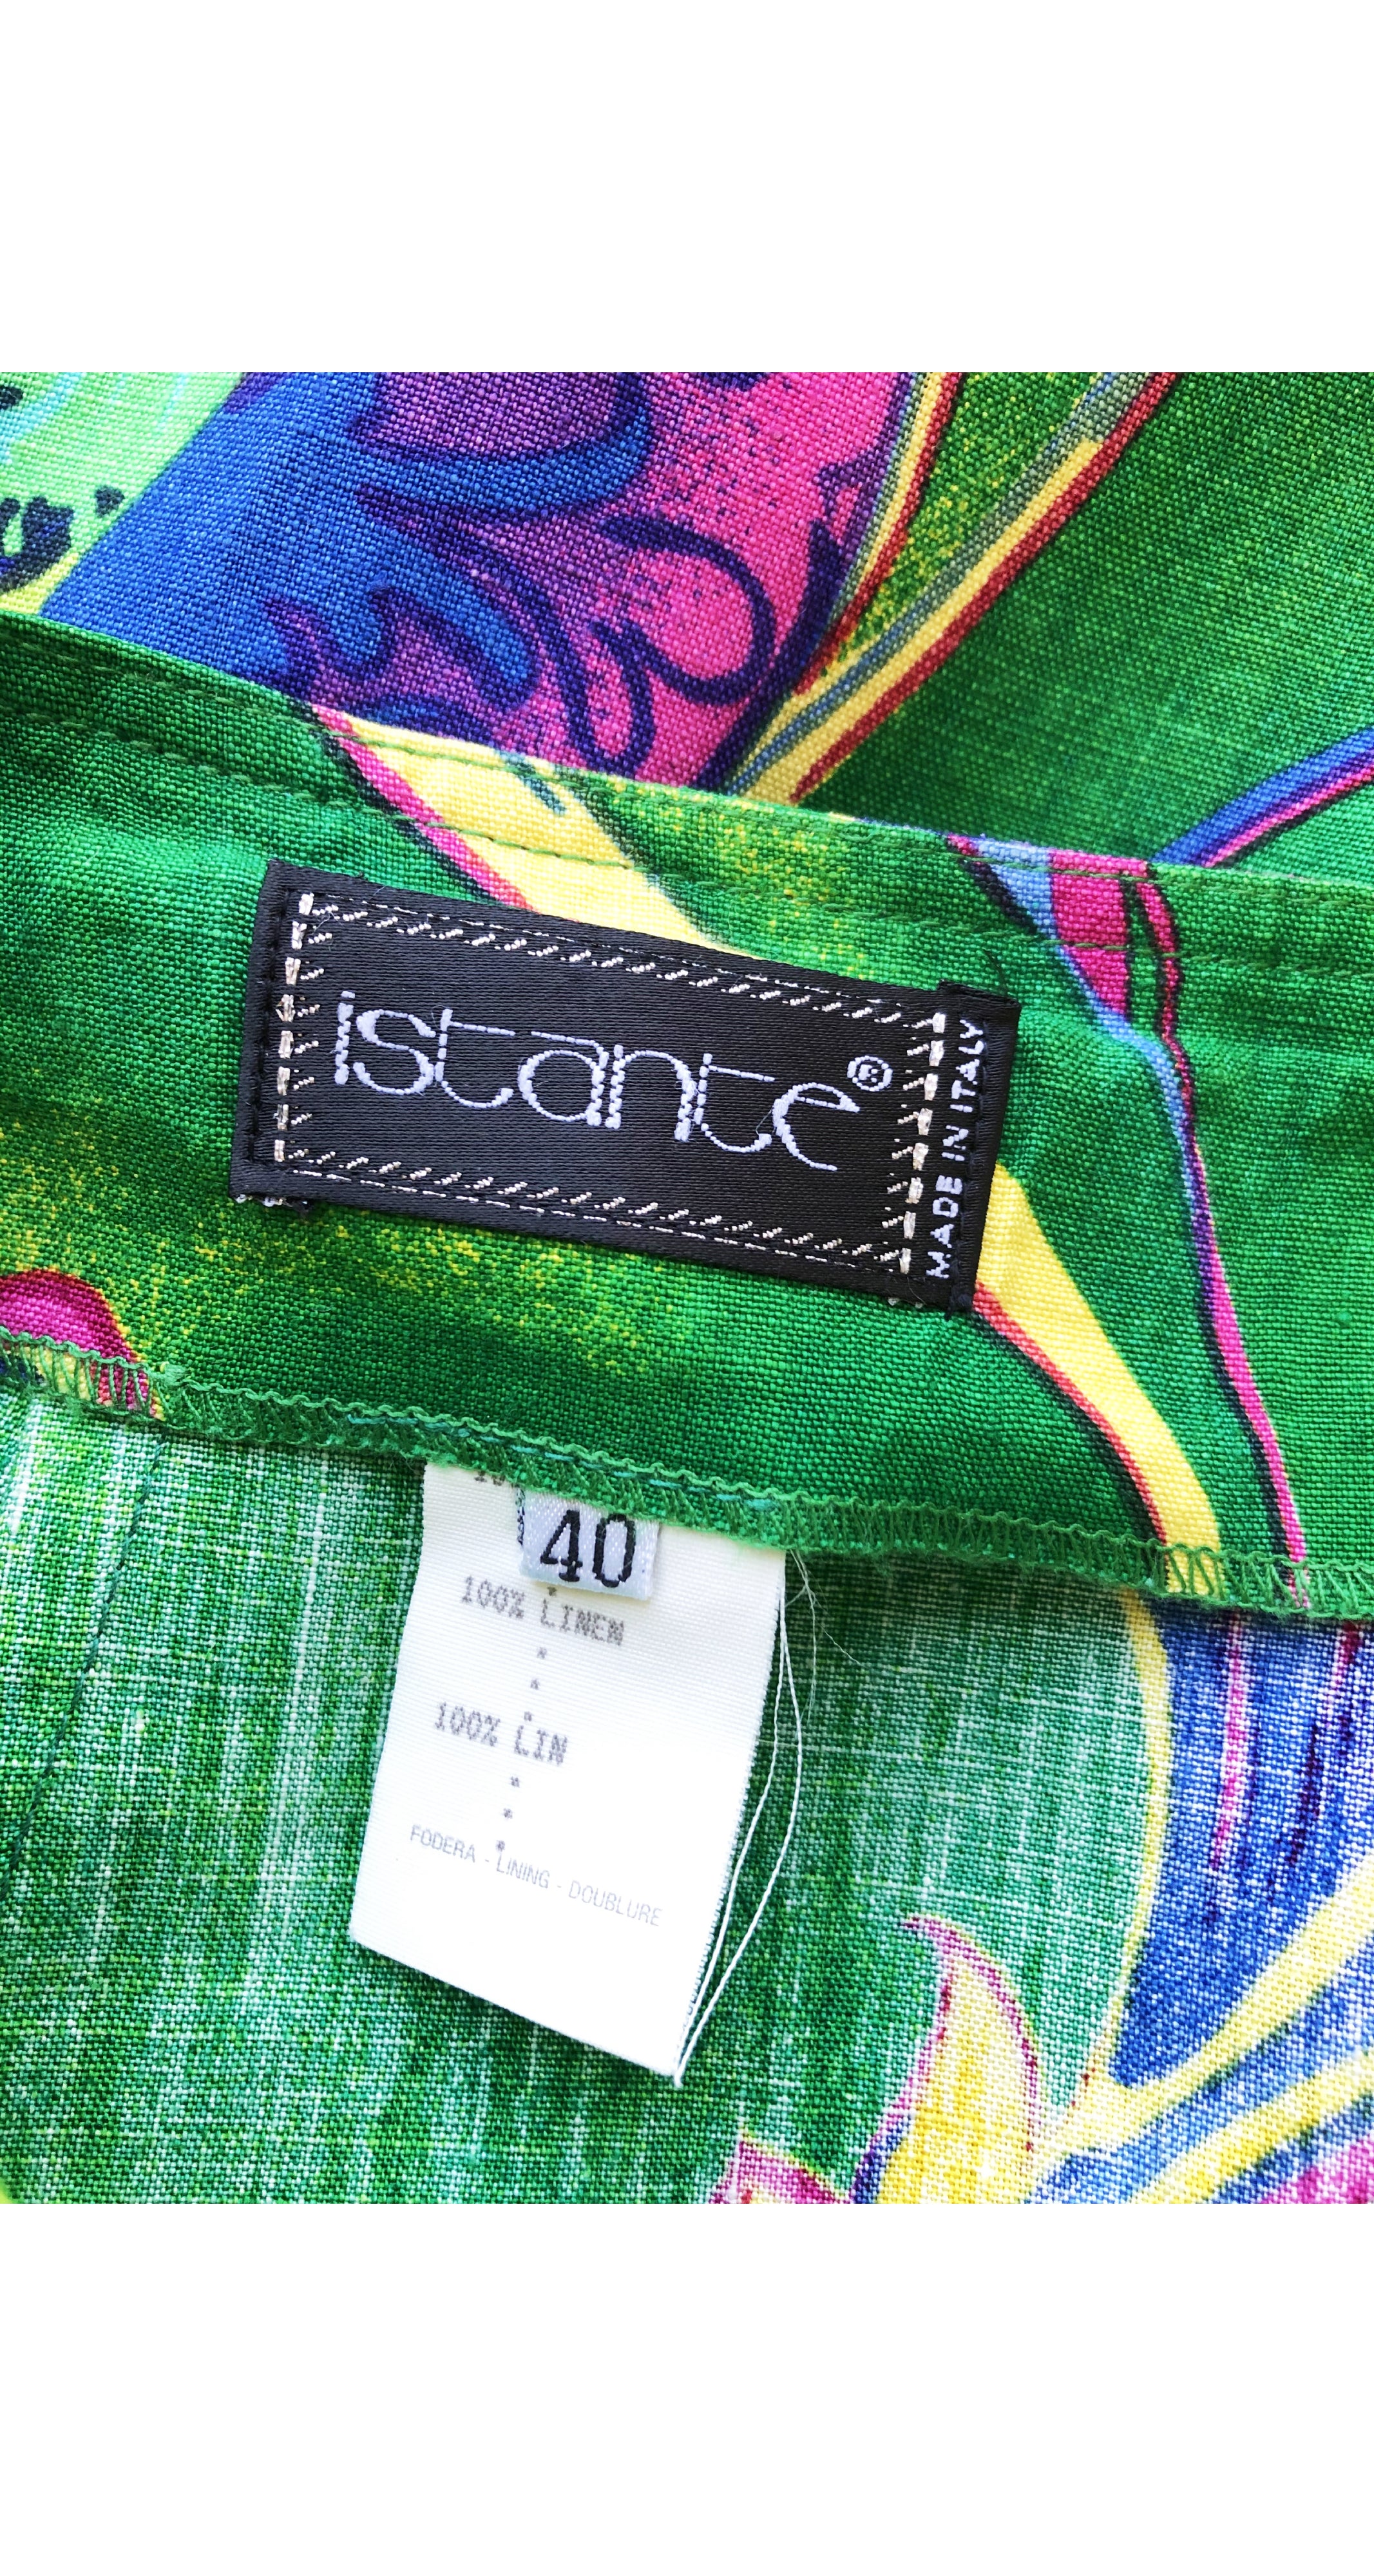 istante®
MADE IN ITALY
40
100% LINEN
*
*
*
100% LIN
*
*
*
FODERA - LINING - DOUBLURE